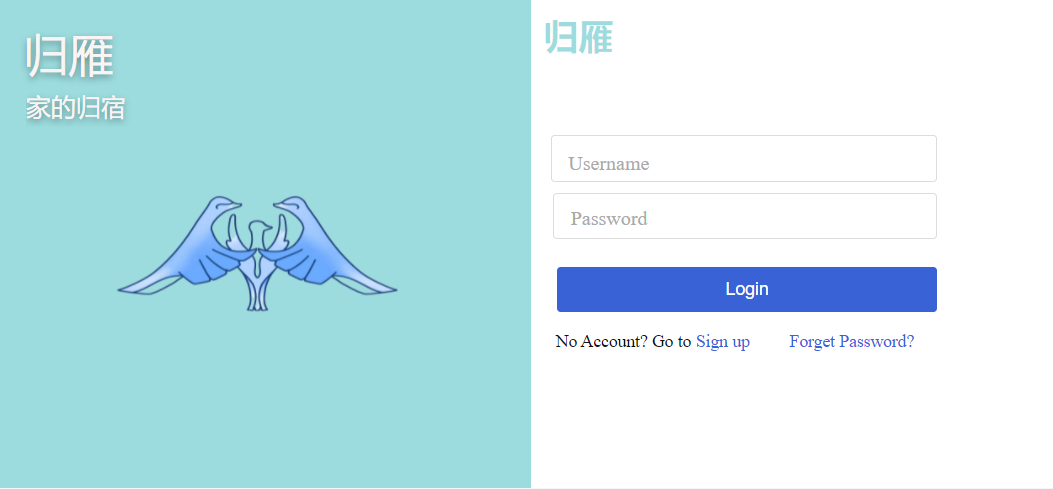 归雁
家的归宿
归雁
Username
Password
Login
No Account? Go to Sign up Forget Password?